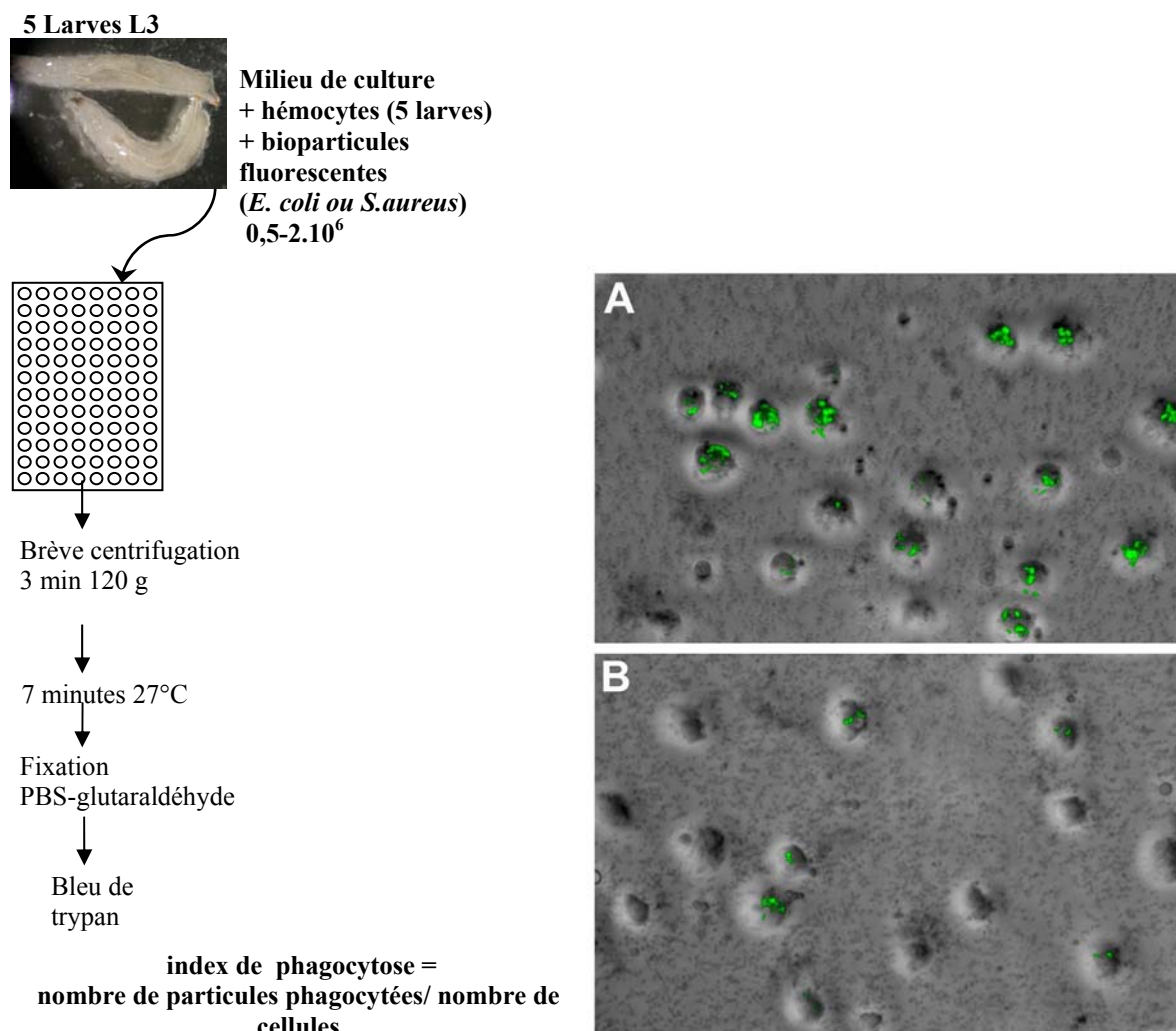 5 Larves L3
Milieu de culture
+ hémocytes (5 larves)
+ bioparticules
fluorescentes
(E. coli ou S.aureus)
0,5-2.10⁶
Brève centrifugation
3 min 120 g
7 minutes 27°C
Fixation
PBS-glutaraldéhyde
Bleu de
trypan
index de phagocytose =
nombre de particules phagocytées/ nombre de
cellules
A
B